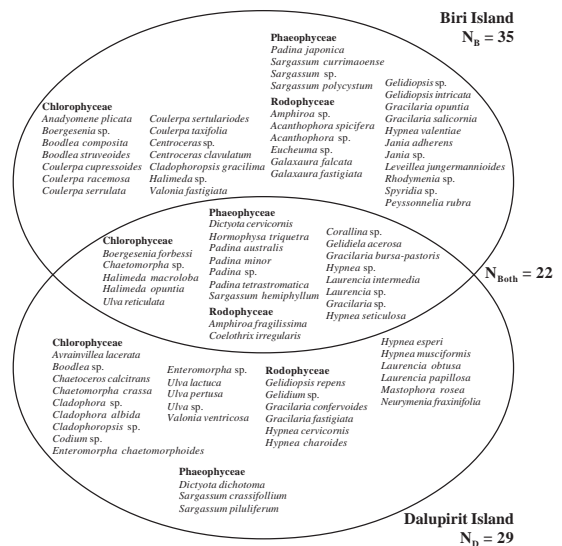 Biri Island
N_B = 35
Phaeophyceae
Padina japonica
Sargassum currimaoense
Sargassum sp.
Sargassum polycystum
Rodophyceae
Amphiroa sp.
Acanthophora spicifera
Acanthophora sp.
Eucheuma sp.
Galaxaura falcata
Galaxaura fastigiata
Gelidiopsis sp.
Gelidiopsis intricata
Gracilaria opuntia
Gracilaria salicornia
Hypnea valentiae
Jania adherens
Jania sp.
Leveillea jungermannioides
Rhodymenia sp.
Spyridia sp.
Peyssonnelia rubra
Chlorophyceae
Anadyomene plicata
Boergesenia sp.
Boodlea composita
Boodlea struveoides
Coulerpa cupressoides
Coulerpa racemosa
Coulerpa serrulata
Coulerpa sertulariodes
Coulerpa taxifolia
Centroceras sp.
Centroceras clavulatum
Cladophoropsis gracilima
Halimeda sp.
Valonia fastigiata
Chlorophyceae
Boergesenia forbessi
Chaetomorpha sp.
Halimeda macroloba
Halimeda opuntia
Ulva reticulata
Phaeophyceae
Dictyota cervicornis
Hormophysa triquetra
Padina australis
Padina minor
Padina sp.
Padina tetrastromatica
Sargassum hemiphyllum
Rodophyceae
Amphiroa fragilissima
Coelothrix irregularis
Corallina sp.
Gelidiela acerosa
Gracilaria bursa-pastoris
Hypnea sp.
Laurencia intermedia
Laurencia sp.
Gracilaria sp.
Hypnea seticulosa
N_Both = 22
Chlorophyceae
Avrainvillea lacerata
Boodlea sp.
Chaetoceros calcitrans
Chaetomorpha crassa
Cladophora sp.
Cladophora albida
Cladophoropsis sp.
Codium sp.
Enteromorpha chaetomorphoides
Enteromorpha sp.
Ulva lactuca
Ulva pertusa
Ulva sp.
Valonia ventricosa
Rodophyceae
Gelidiopsis repens
Gelidium sp.
Gracilaria confervoides
Gracilaria fastigiata
Hypnea cervicornis
Hypnea charoides
Hypnea esperi
Hypnea musciformis
Laurencia obtusa
Laurencia papillosa
Mastophora rosea
Neurymenia fraxinifolia
Phaeophyceae
Dictyota dichotoma
Sargassum crassifollium
Sargassum piluliferum
Dalupirit Island
N_D = 29